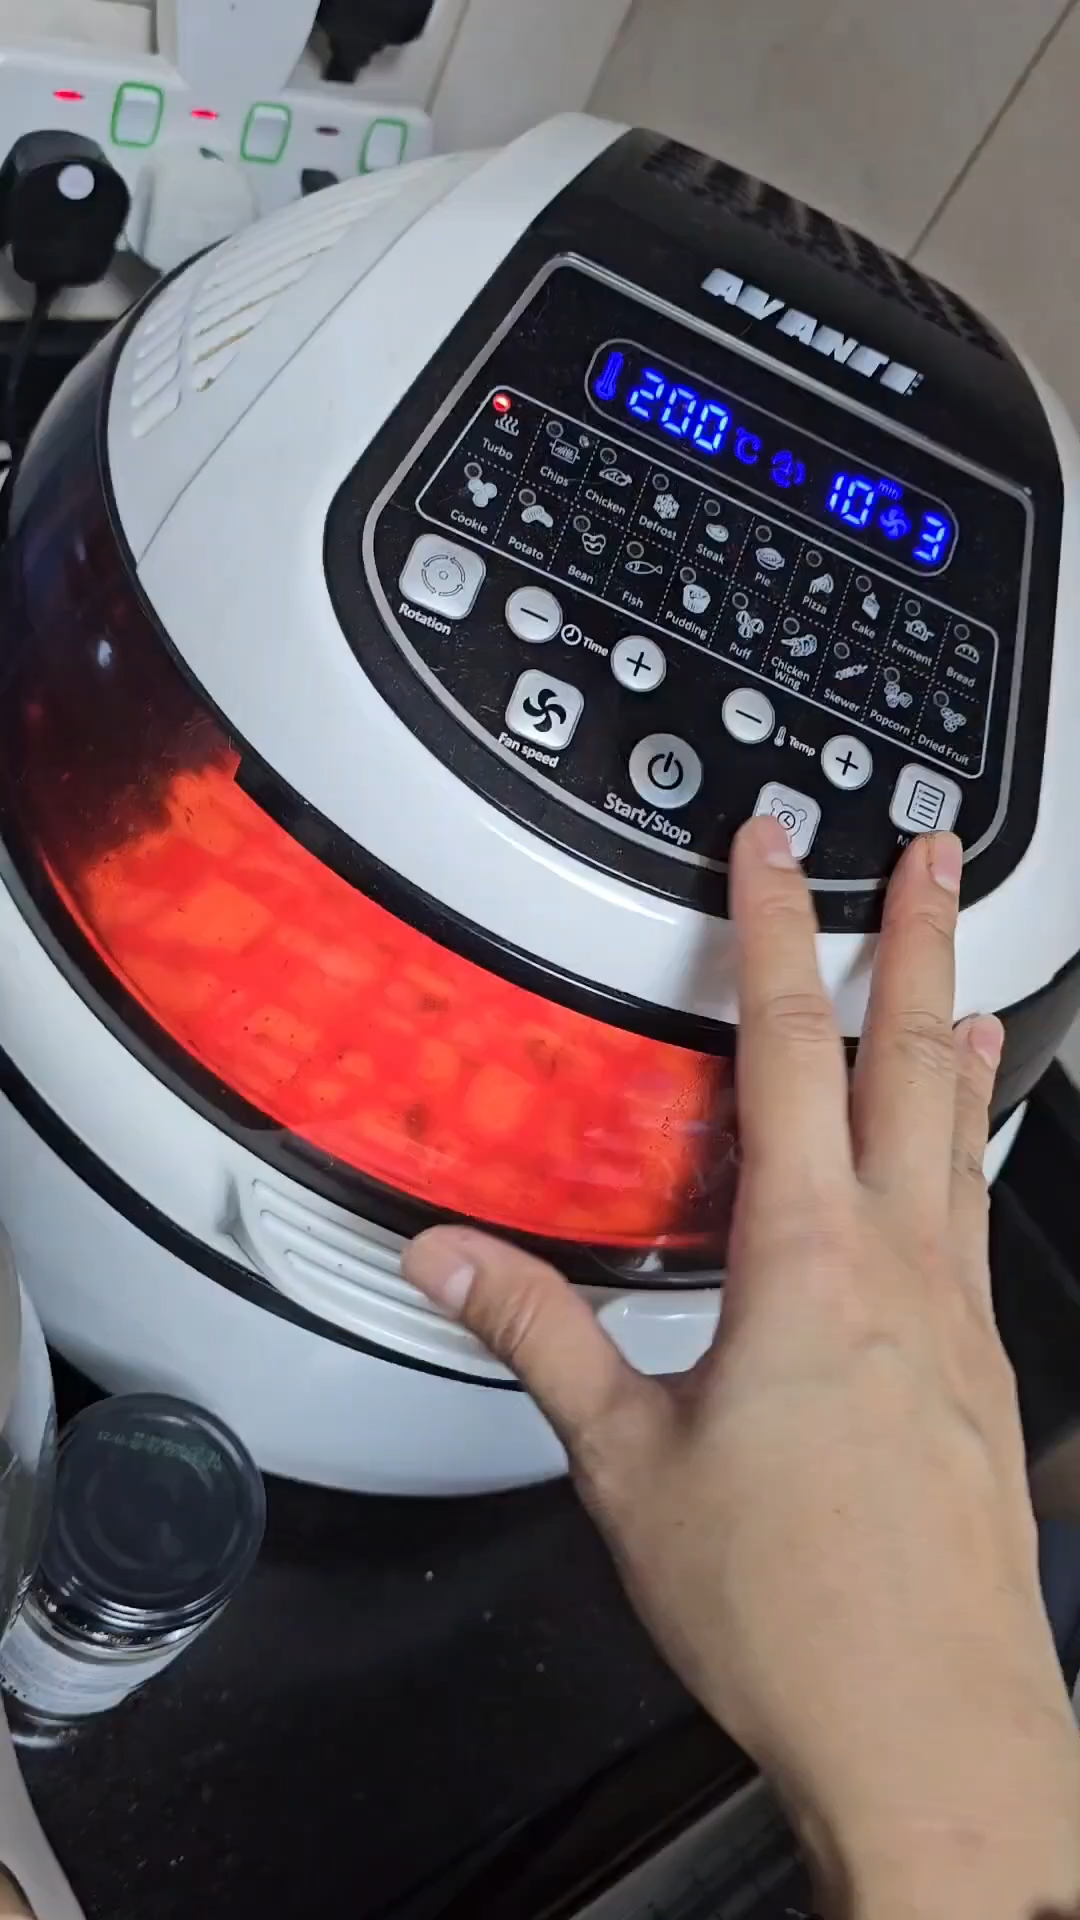 AVANTE
200 °C 10 min 3
Turbo Chips Chicken Defrost Steak Pie Pizza Cake Ferment Bread
Cookie Potato Bean Fish Pudding Puff Chicken Wing Skewer Popcorn Dried Fruit
Rotation
Time
Temp
Fan speed
Start/Stop